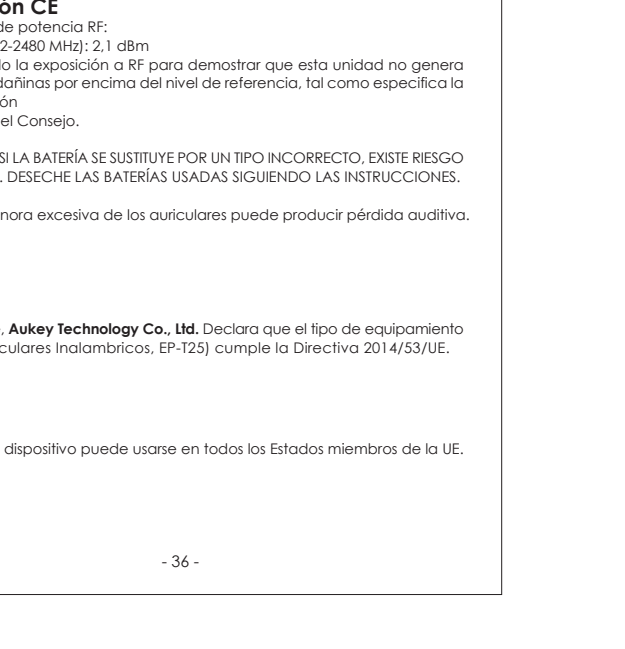 ón CE
de potencia RF:
2-2480 MHz): 2,1 dBm
do la exposición a RF para demostrar que esta unidad no genera
dañinas por encima del nivel de referencia, tal como especifica la
ón
el Consejo.
SI LA BATERÍA SE SUSTITUYE POR UN TIPO INCORRECTO, EXISTE RIESGO
. DESECHE LAS BATERÍAS USADAS SIGUIENDO LAS INSTRUCCIONES.
nora excesiva de los auriculares puede producir pérdida auditiva.
, Aukey Technology Co., Ltd. Declara que el tipo de equipamiento
culares Inalambricos, EP-T25) cumple la Directiva 2014/53/UE.
dispositivo puede usarse en todos los Estados miembros de la UE.
- 36 -